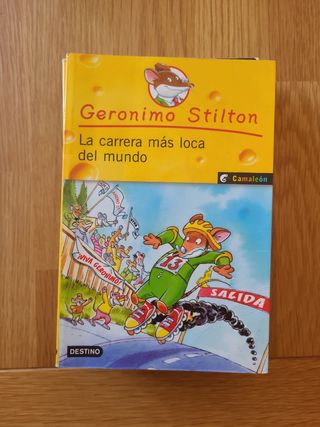 Geronimo Stilton
La carrera más loca
del mundo
Camaleón
¡VIVA GERONIMO!
13
SALIDA
DESTINO